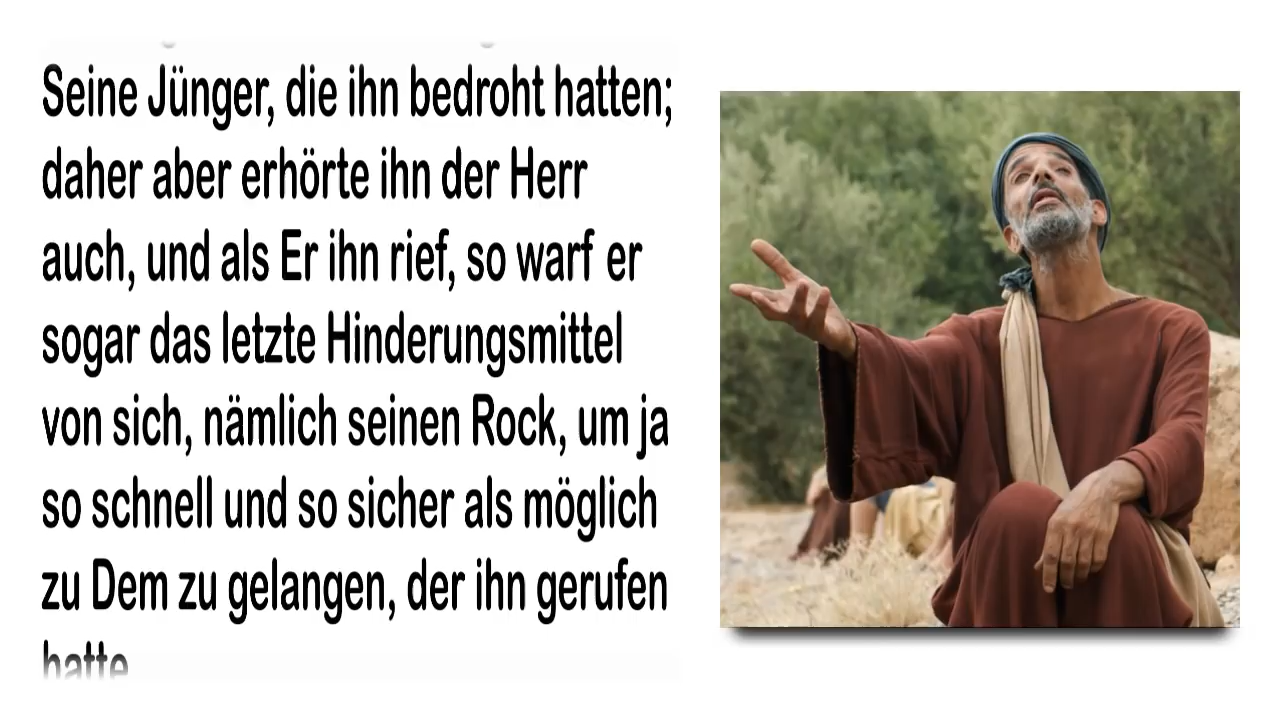 Seine Jünger, die ihn bedroht hatten;
daher aber erhörte ihn der Herr
auch, und als Er ihn rief, so warf er
sogar das letzte Hinderungsmittel
von sich, nämlich seinen Rock, um ja
so schnell und so sicher als möglich
zu Dem zu gelangen, der ihn gerufen
hatte